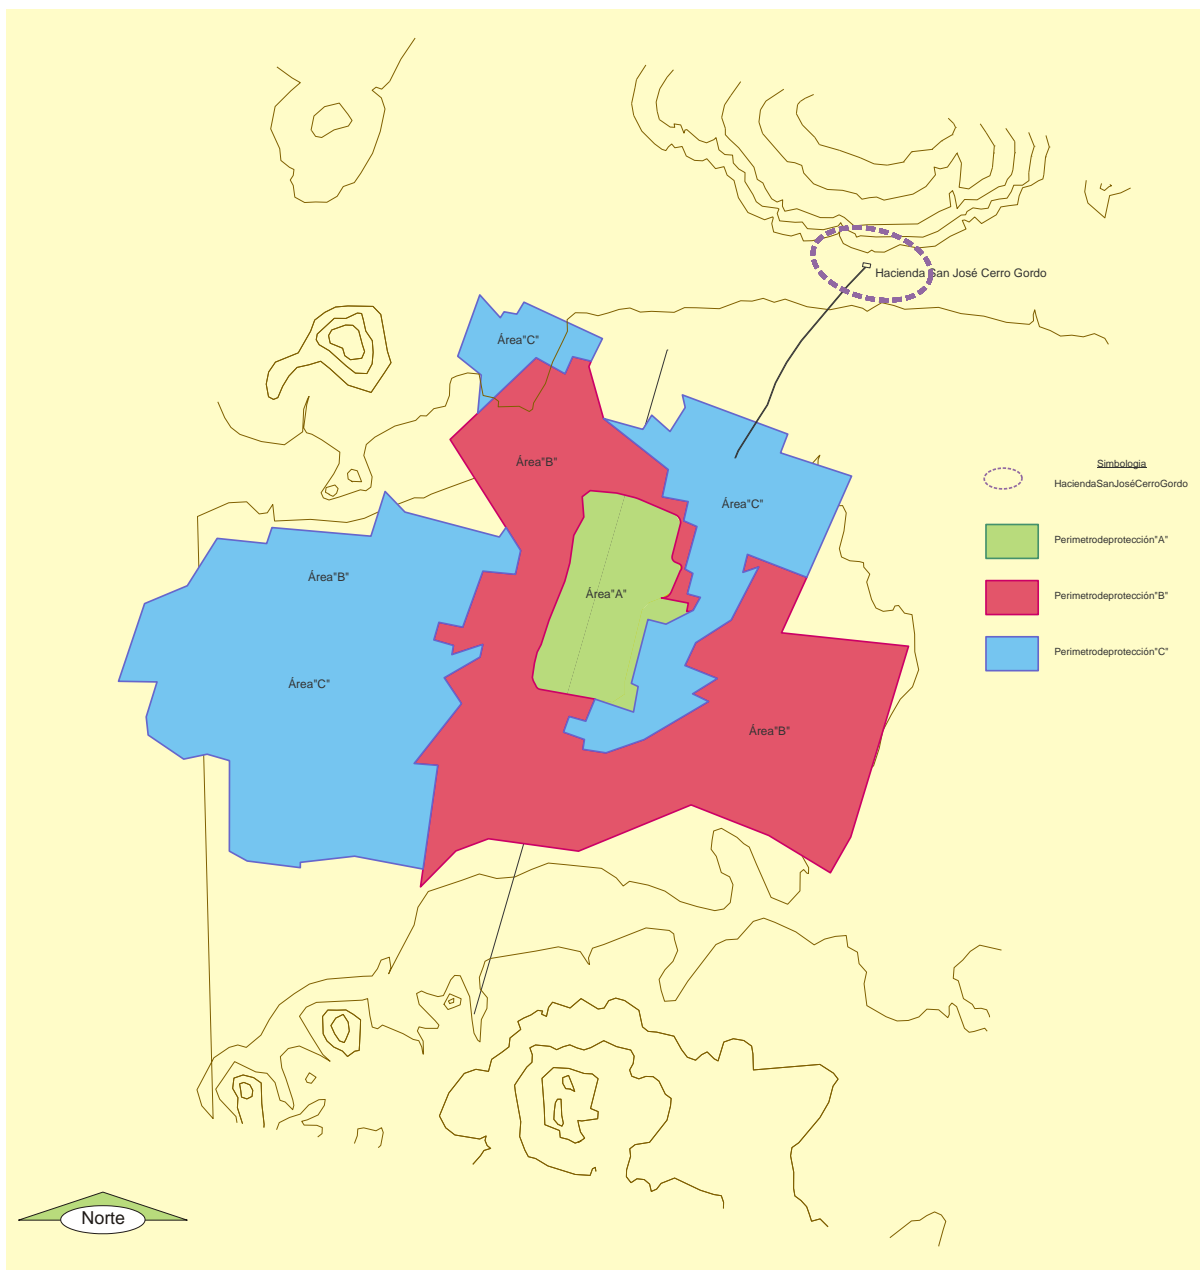 Hacienda San José Cerro Gordo
Área"C"
Área"B"
Área"C"
Área"B"
Área"A"
Área"C"
Área"B"
Simbologia
HaciendaSanJoséCerroGordo
Perimetrodeprotección"A"
Perimetrodeprotección"B"
Perimetrodeprotección"C"
Norte